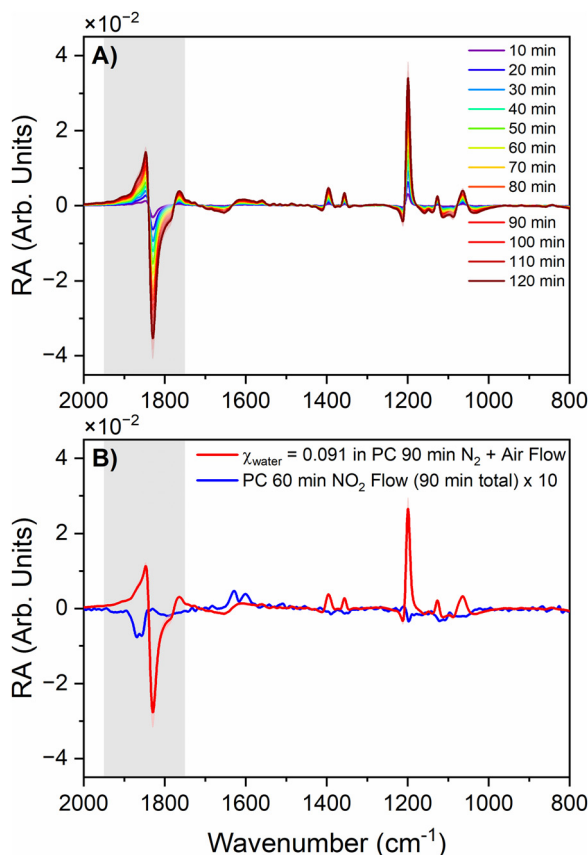 ×10⁻²
A)
RA (Arb. Units)
4
2
0
−2
−4
10 min
20 min
30 min
40 min
50 min
60 min
70 min
80 min
90 min
100 min
110 min
120 min
2000 1800 1600 1400 1200 1000 800
×10⁻²
B)
RA (Arb. Units)
4
2
0
−2
−4
χwater = 0.091 in PC 90 min N₂ + Air Flow
PC 60 min NO₂ Flow (90 min total) x 10
2000 1800 1600 1400 1200 1000 800
Wavenumber (cm⁻¹)